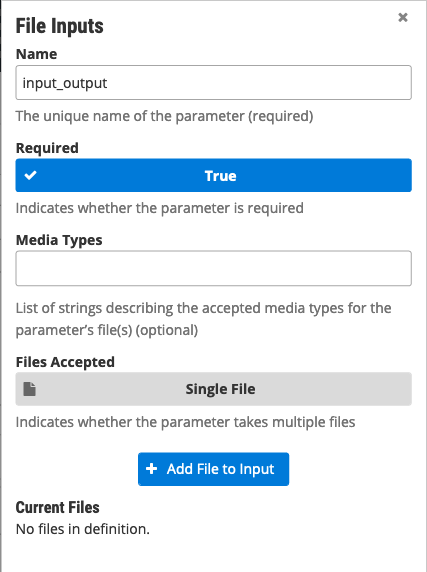 File Inputs
Name
input_output
The unique name of the parameter (required)
Required
True
Indicates whether the parameter is required
Media Types
List of strings describing the accepted media types for the
parameter's file(s) (optional)
Files Accepted
Single File
Indicates whether the parameter takes multiple files
Add File to Input
Current Files
No files in definition.